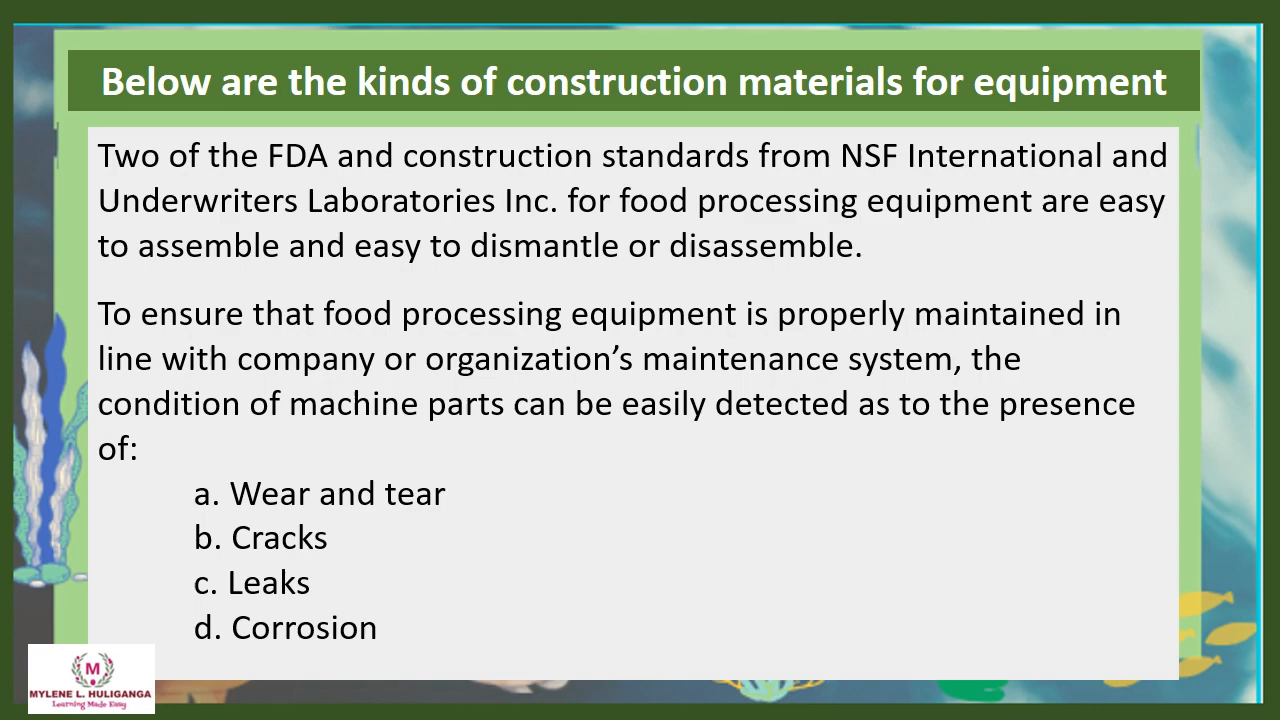 Below are the kinds of construction materials for equipment
Two of the FDA and construction standards from NSF International and
Underwriters Laboratories Inc. for food processing equipment are easy
to assemble and easy to dismantle or disassemble.
To ensure that food processing equipment is properly maintained in
line with company or organization’s maintenance system, the
condition of machine parts can be easily detected as to the presence
of:
a. Wear and tear
b. Cracks
c. Leaks
d. Corrosion
M
MYLENE L. HULIGANGA
Learning Made Easy